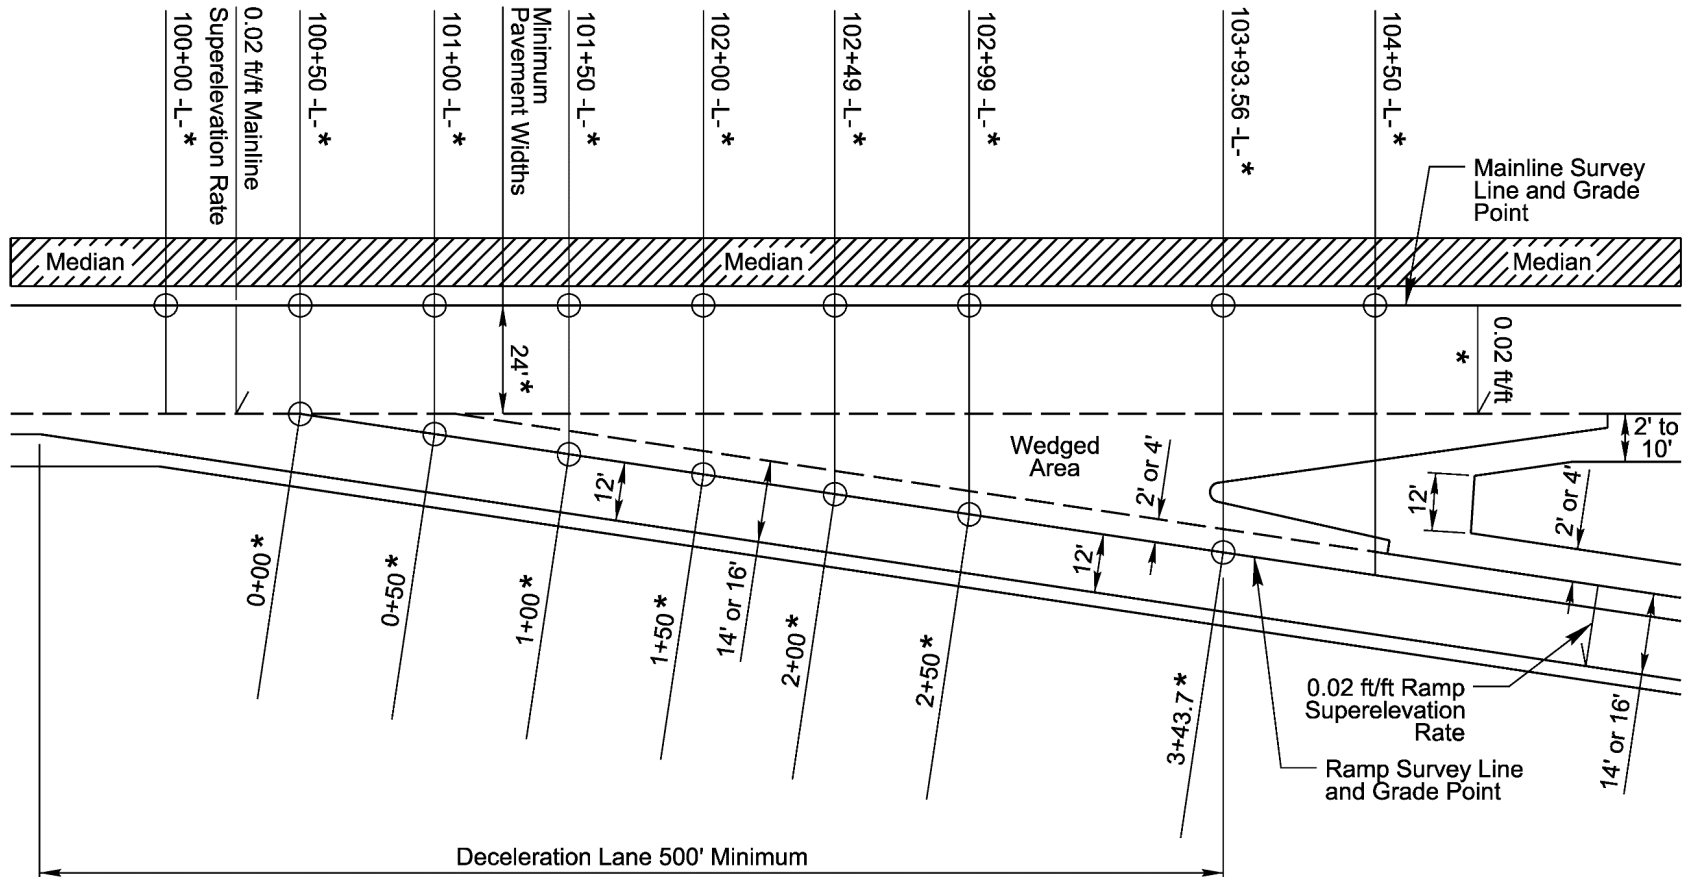 100+00 -L- *
0.02 ft/ft Mainline
Superelevation Rate
100+50 -L- *
101+00 -L- *
Minimum
Pavement Widths
101+50 -L- *
102+00 -L- *
102+49 -L- *
102+99 -L- *
103+93.56 -L- *
104+50 -L- *
Mainline Survey
Line and Grade
Point
Median
Median
Median
24' *
0.02 ft/ft
*
Wedged
Area
2' or 4'
2' to
10'
12'
12'
2' or 4'
12'
0+00 *
0+50 *
1+00 *
1+50 *
14' or 16'
2+00 *
2+50 *
3+43.7 *
0.02 ft/ft Ramp
Superelevation
Rate
14' or 16'
Ramp Survey Line
and Grade Point
Deceleration Lane 500' Minimum